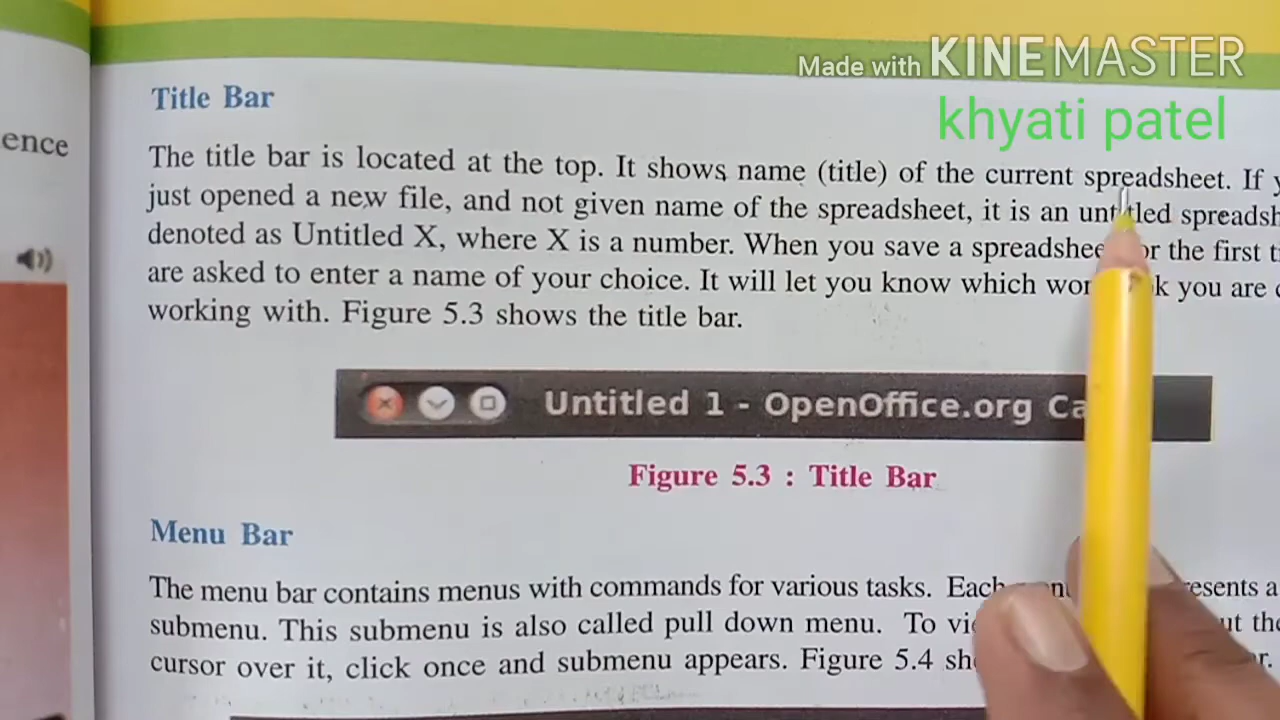 Made with KINEMASTER
khyati patel
ence
Title Bar
The title bar is located at the top. It shows name (title) of the current spreadsheet. If
just opened a new file, and not given name of the spreadsheet, it is an untitled
denoted as Untitled X, where X is a number. When you save a for the first
are asked to enter a name of your choice. It will let you know which you are
working with. Figure 5.3 shows the title bar.
Untitled 1 - OpenOffice.org
Figure 5.3 : Title Bar
Menu Bar
The menu bar contains menus with commands for various tasks. Each a
submenu. This submenu is also called pull down menu. To
cursor over it, click once and submenu appears. Figure 5.4